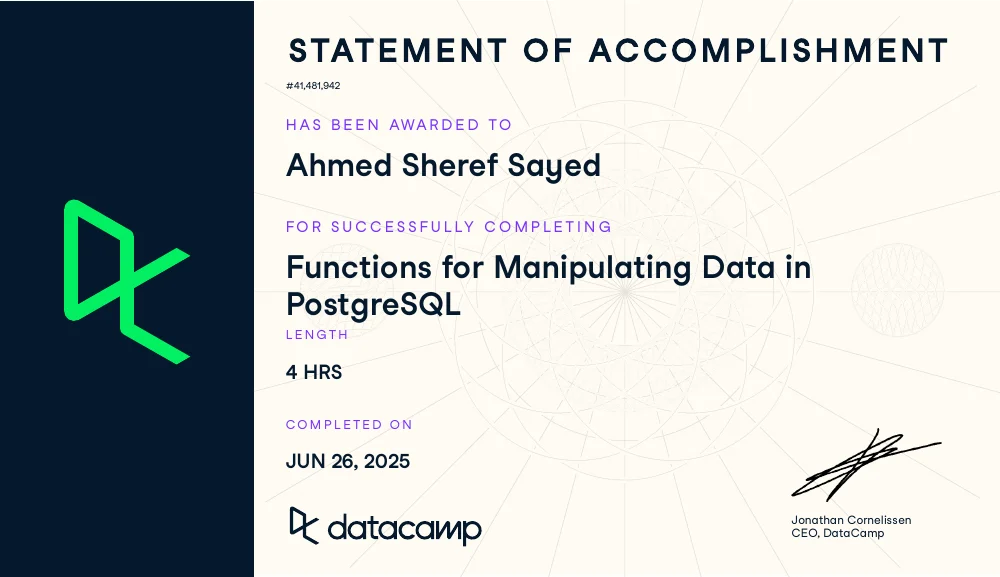 STATEMENT OF ACCOMPLISHMENT
#41,481,942
HAS BEEN AWARDED TO
Ahmed Sheref Sayed
FOR SUCCESSFULLY COMPLETING
Functions for Manipulating Data in
PostgreSQL
LENGTH
4 HRS
COMPLETED ON
JUN 26, 2025
datacamp
Jonathan Cornelissen
CEO, DataCamp